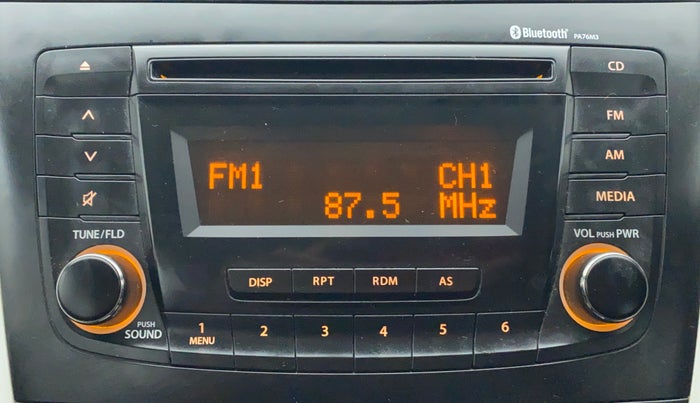 Bluetooth® PA76M3
CD
FM
AM
MEDIA
FM1 CH1
87.5 MHz
TUNE/FLD
VOL PUSH PWR
DISP RPT RDM AS
PUSH
SOUND
1 2 3 4 5 6
MENU